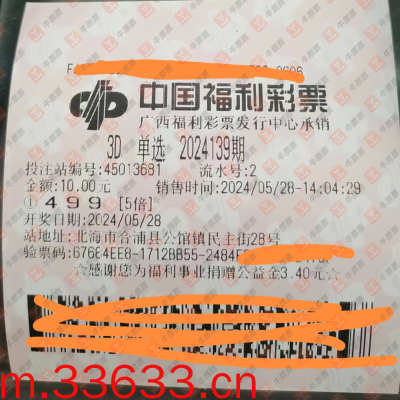 中国福利彩票
广西福利彩票发行中心承销
3D 单选 2024139期
投注站编号:45013681 流水号:2
金额:10.00元 销售时间:2024/05/28-14:04:29
① 4 9 9 [5倍]
开奖日期:2024/05/28
站地址:北海市合浦县公馆镇民主街28号
验票码:676E4EE8-1712BB55-2484F
☆感谢您为福利事业捐赠公益金3.40元☆
m.33633.cn